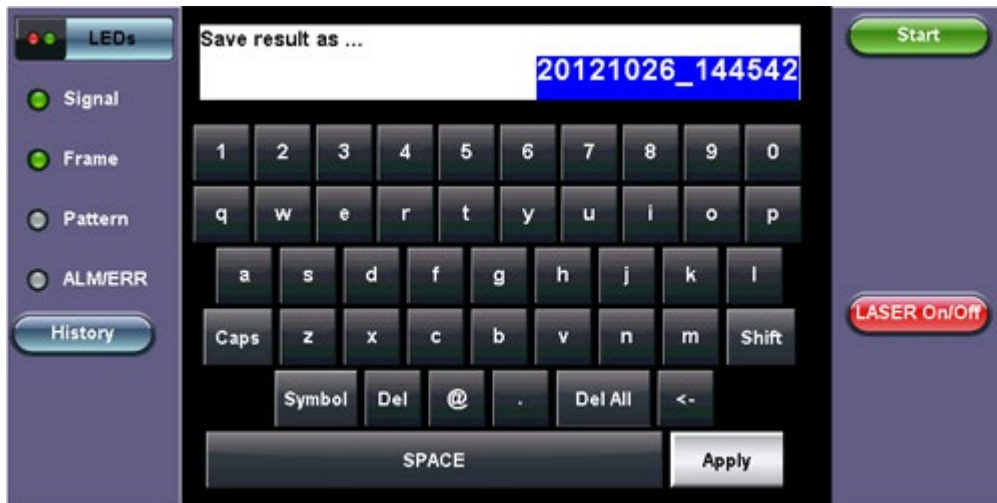 LEDs
Signal
Frame
Pattern
ALM/ERR
History
Save result as ...
20121026_144542
1 2 3 4 5 6 7 8 9 0
q w e r t y u i o p
a s d f g h j k l
Caps z x c b v n m Shift
Symbol Del @ . Del All <-
SPACE Apply
Start
LASER On/Off